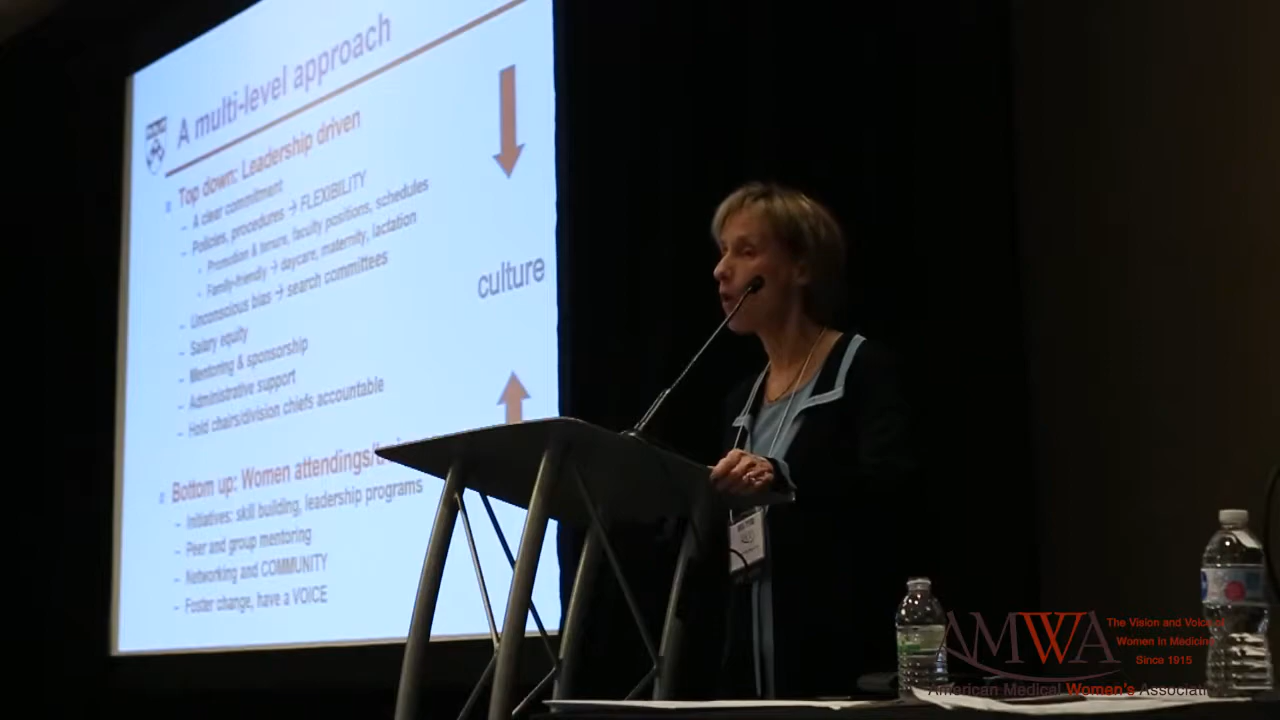 A multi-level approach
Top down: Leadership driven
– A clear commitment
– Policies, procedures → FLEXIBILITY
• Promotion & tenure, faculty positions, schedules
• Family-friendly → daycare, maternity, lactation
– Unconscious bias → search committees
– Salary equity
– Mentoring & sponsorship
– Administrative support
– Hold chairs/division chiefs accountable
culture
Bottom up: Women attendings/
– Initiatives: skill building, leadership programs
– Peer and group mentoring
– Networking and COMMUNITY
– Foster change, have a VOICE
AMWA
The Vision and Voice of
Women in Medicine
Since 1915
American Medical Women's Associati